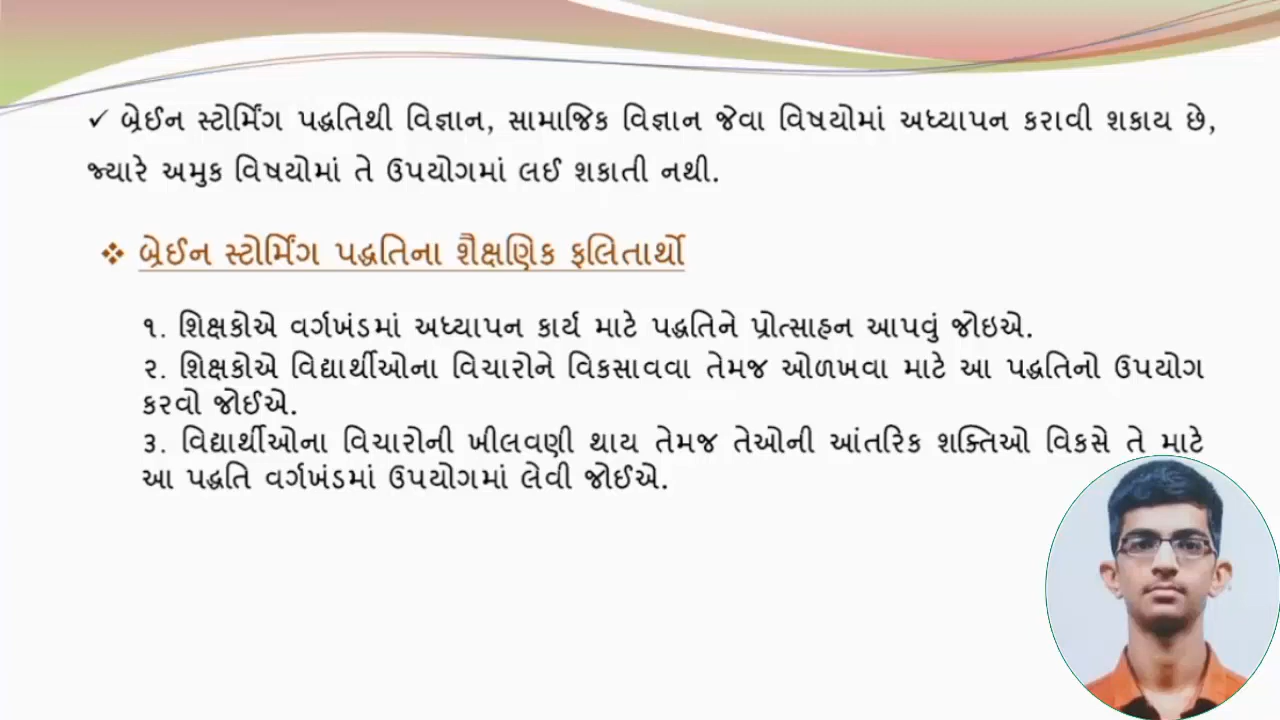 ✓ બ્રેઈન સ્ટોર્મિંગ પદ્ધતિથી વિજ્ઞાન, સામાજિક વિજ્ઞાન જેવા વિષયોમાં અધ્યાપન કરાવી શકાય છે,
જ્યારે અમુક વિષયોમાં તે ઉપયોગમાં લઈ શકાતી નથી.
❖ બ્રેઈન સ્ટોર્મિંગ પદ્ધતિના શૈક્ષણિક ફલિતાર્થો
૧. શિક્ષકોએ વર્ગખંડમાં અધ્યાપન કાર્ય માટે પદ્ધતિને પ્રોત્સાહન આપવું જોઇએ.
૨. શિક્ષકોએ વિદ્યાર્થીઓના વિચારોને વિકસાવવા તેમજ ઓળખવા માટે આ પદ્ધતિનો ઉપયોગ
કરવો જોઈએ.
૩. વિદ્યાર્થીઓના વિચારોની ખીલવણી થાય તેમજ તેઓની આંતરિક શક્તિઓ વિકસે તે માટે
આ પદ્ધતિ વર્ગખંડમાં ઉપયોગમાં લેવી જોઈએ.